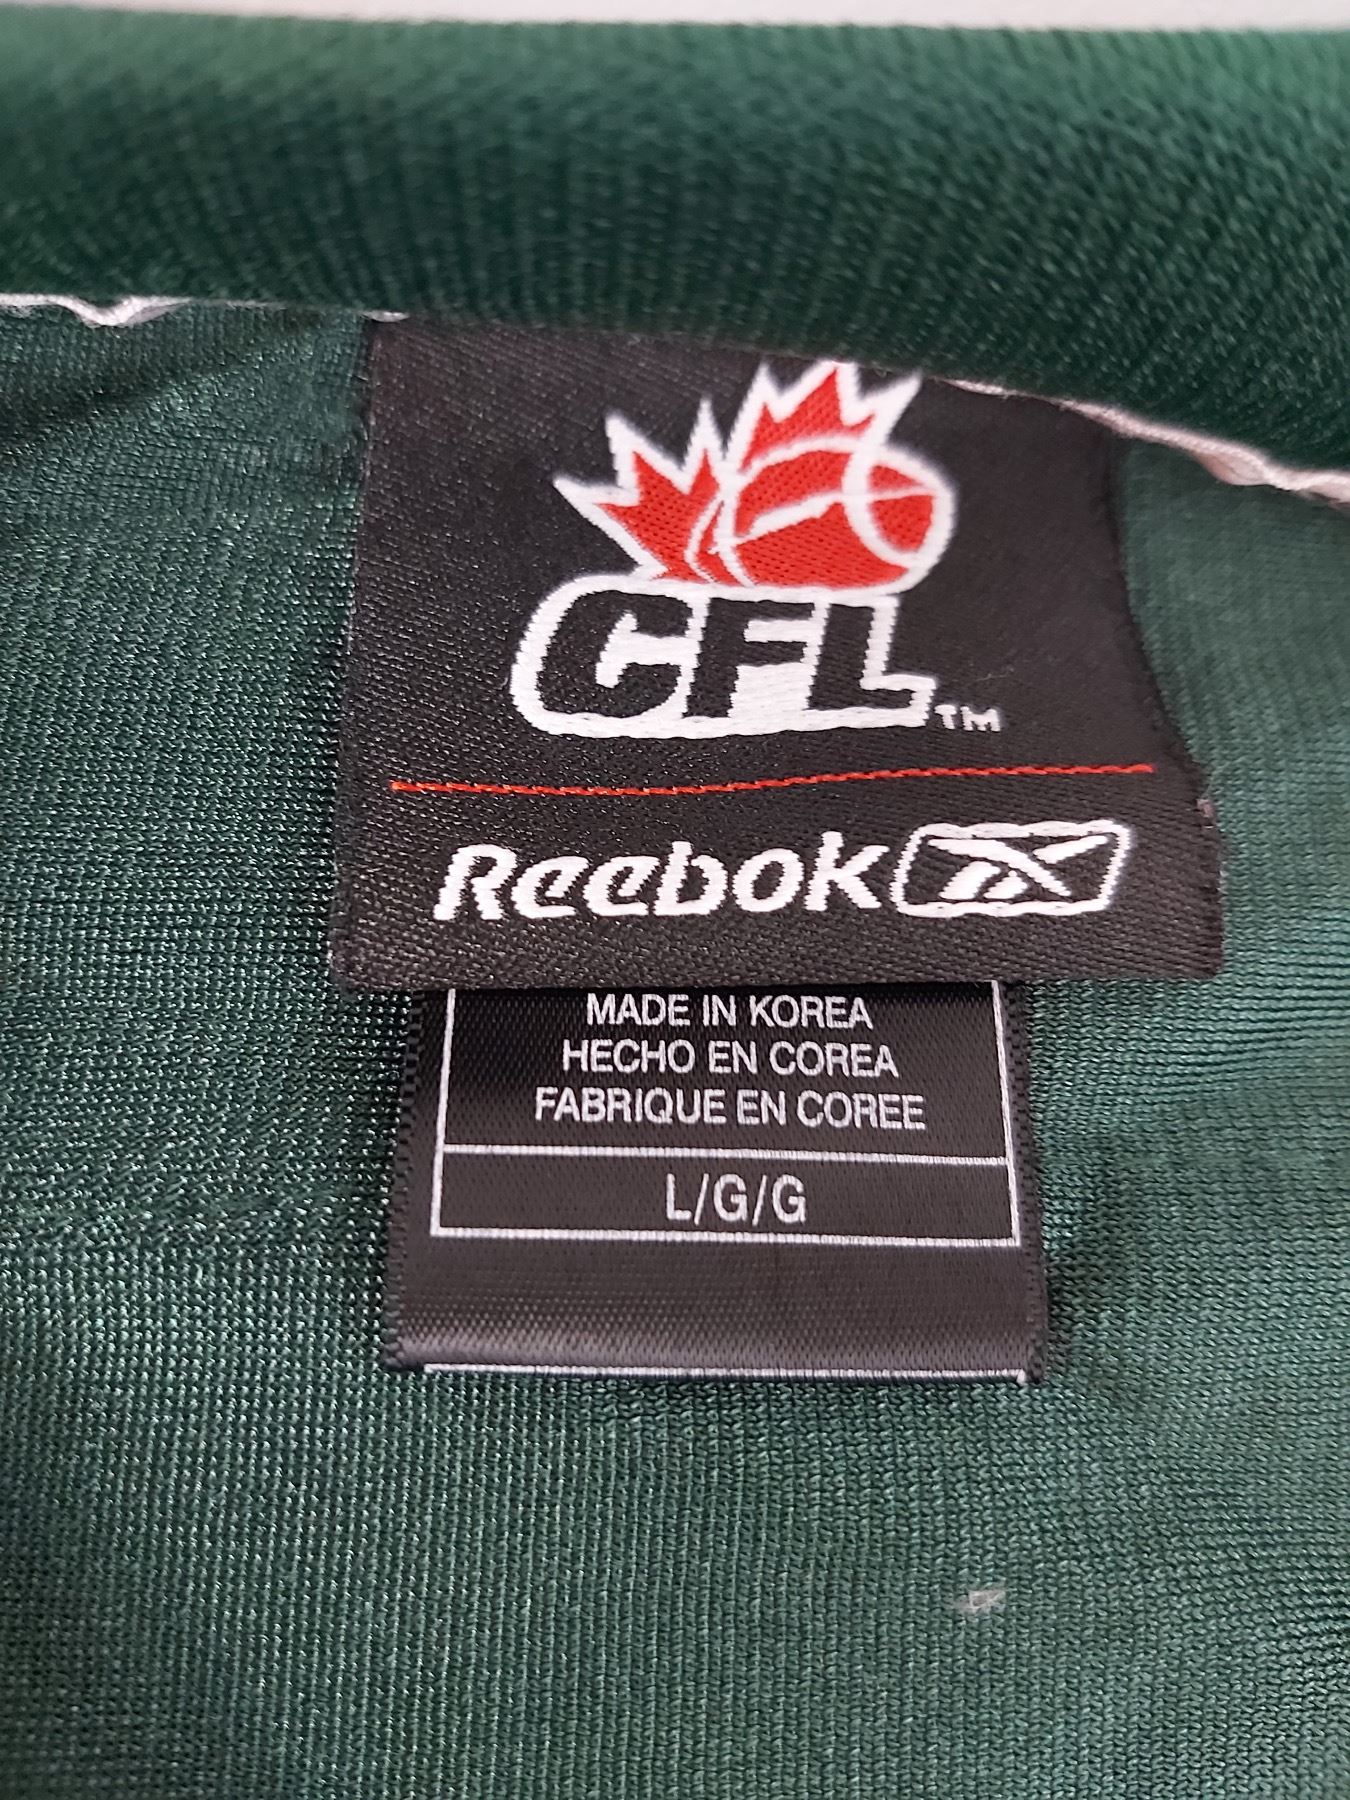 CFL™
Reebok
MADE IN KOREA
HECHO EN COREA
FABRIQUE EN COREE
L/G/G